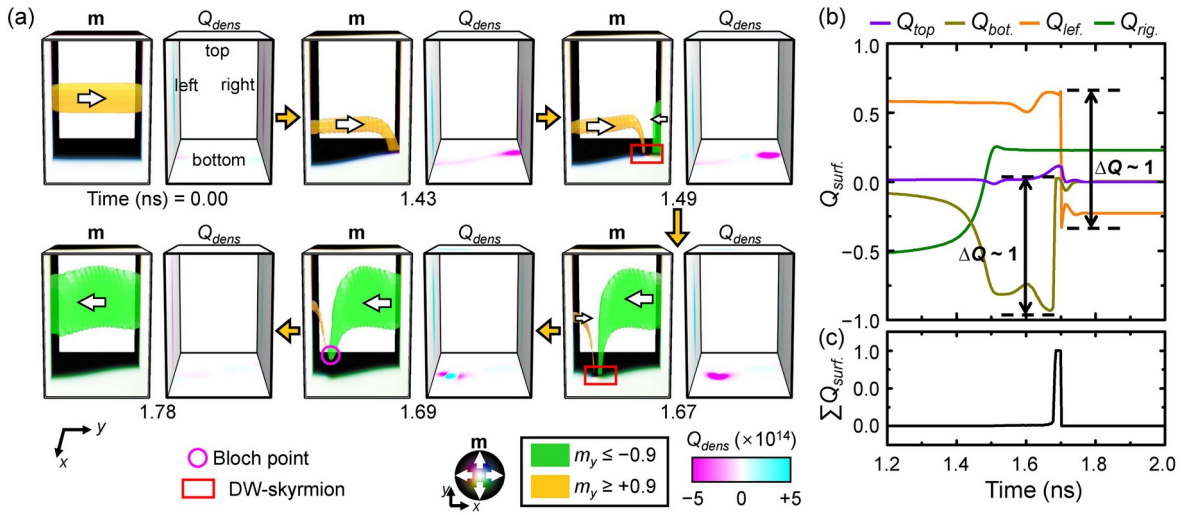 (a)
m
Q_dens
m
Q_dens
m
Q_dens
top
left right
bottom
Time (ns) = 0.00
1.43
1.49
m
Q_dens
m
Q_dens
m
Q_dens
1.78
1.69
1.67
y
x
Bloch point
DW-skyrmion
m
y
x
m_y ≤ −0.9
m_y ≥ +0.9
Q_dens (×10^14)
−5 0 +5
(b)
Q_top Q_bot. Q_lef. Q_rig.
1.0
0.5
0.0
−0.5
−1.0
Q_surf.
ΔQ ~ 1
ΔQ ~ 1
(c)
1.0
0.0
0.0
∑Q_surf.
1.2 1.4 1.6 1.8 2.0
Time (ns)